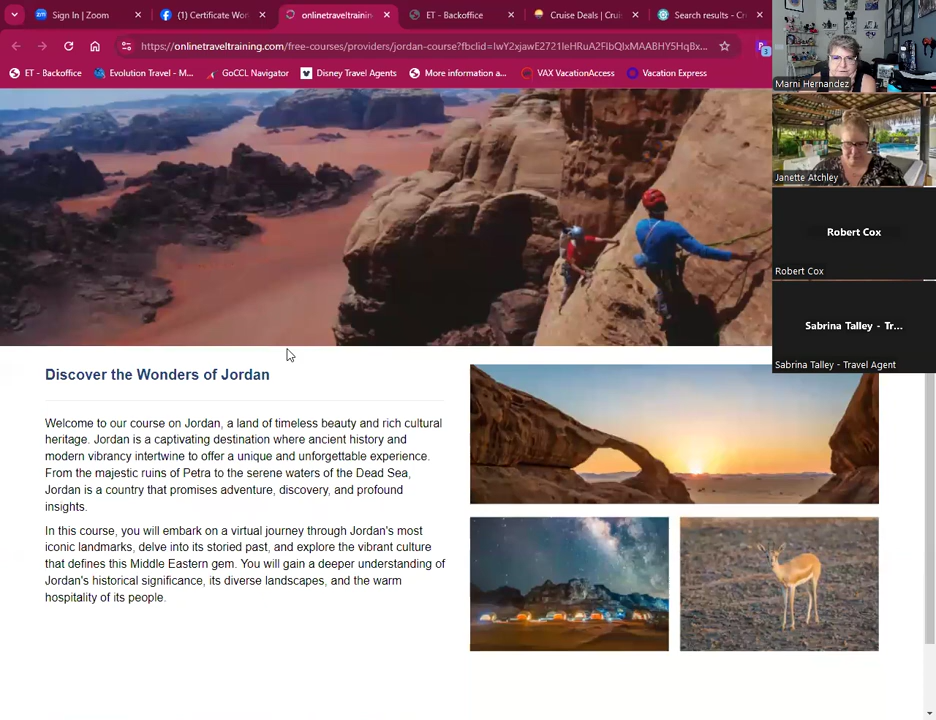 Sign In | Zoom
(1) Certificate Wor
onlinetraveltrainin
ET - Backoffice
Cruise Deals | Crui
Search results - Cr
https://onlinetraveltraining.com/free-courses/providers/jordan-course?fbclid=IwY2xjawE2721leHRuA2FlbQIxMAABHY5HqBx...
3
ET - Backoffice
Evolution Travel - M...
GoCCL Navigator
Disney Travel Agents
More information a...
VAX VacationAccess
Vacation Express
Marni Hernandez
Janette Atchley
Robert Cox
Robert Cox
Sabrina Talley - Tr...
Sabrina Talley - Travel Agent
Discover the Wonders of Jordan
Welcome to our course on Jordan, a land of timeless beauty and rich cultural
heritage. Jordan is a captivating destination where ancient history and
modern vibrancy intertwine to offer a unique and unforgettable experience.
From the majestic ruins of Petra to the serene waters of the Dead Sea,
Jordan is a country that promises adventure, discovery, and profound
insights.
In this course, you will embark on a virtual journey through Jordan's most
iconic landmarks, delve into its storied past, and explore the vibrant culture
that defines this Middle Eastern gem. You will gain a deeper understanding of
Jordan's historical significance, its diverse landscapes, and the warm
hospitality of its people.